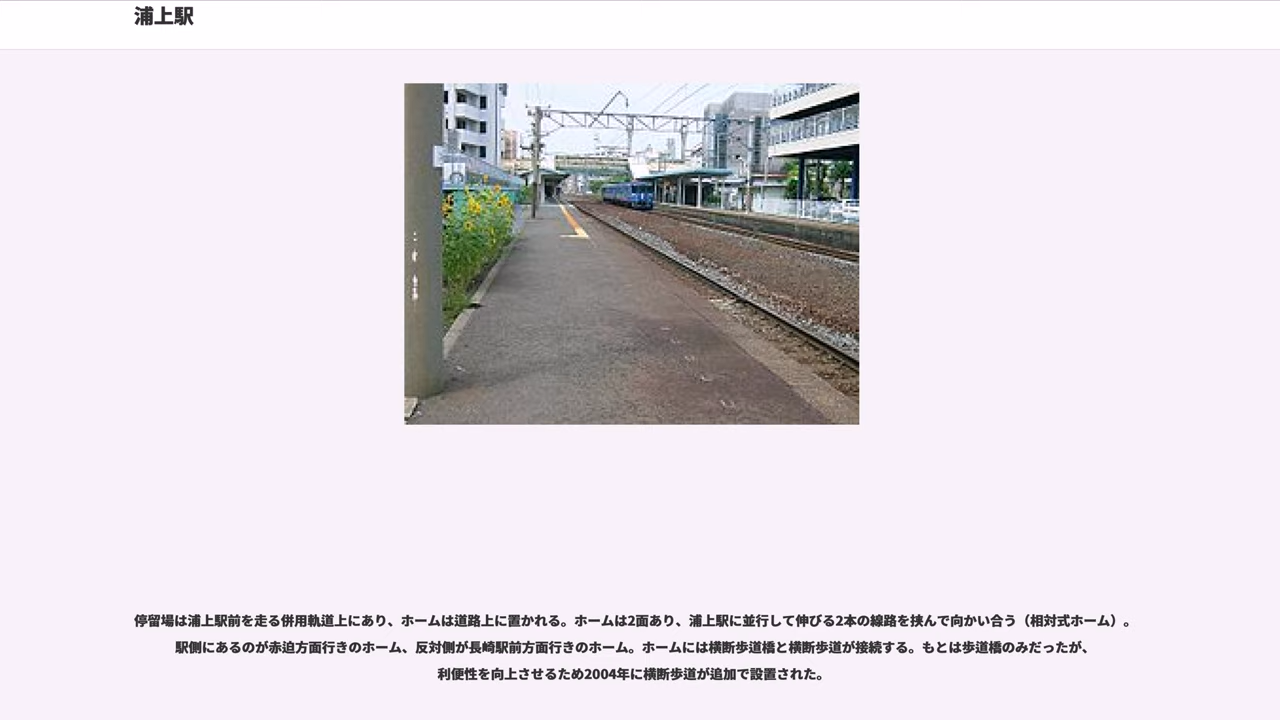 浦上駅
停留場は浦上駅前を走る併用軌道上にあり、ホームは道路上に置かれる。ホームは2面あり、浦上駅に並行して伸びる2本の線路を挟んで向かい合う（相対式ホーム）。
駅側にあるのが赤迫方面行きのホーム、反対側が長崎駅前方面行きのホーム。ホームには横断歩道橋と横断歩道が接続する。もとは歩道橋のみだったが、
利便性を向上させるため2004年に横断歩道が追加で設置された。